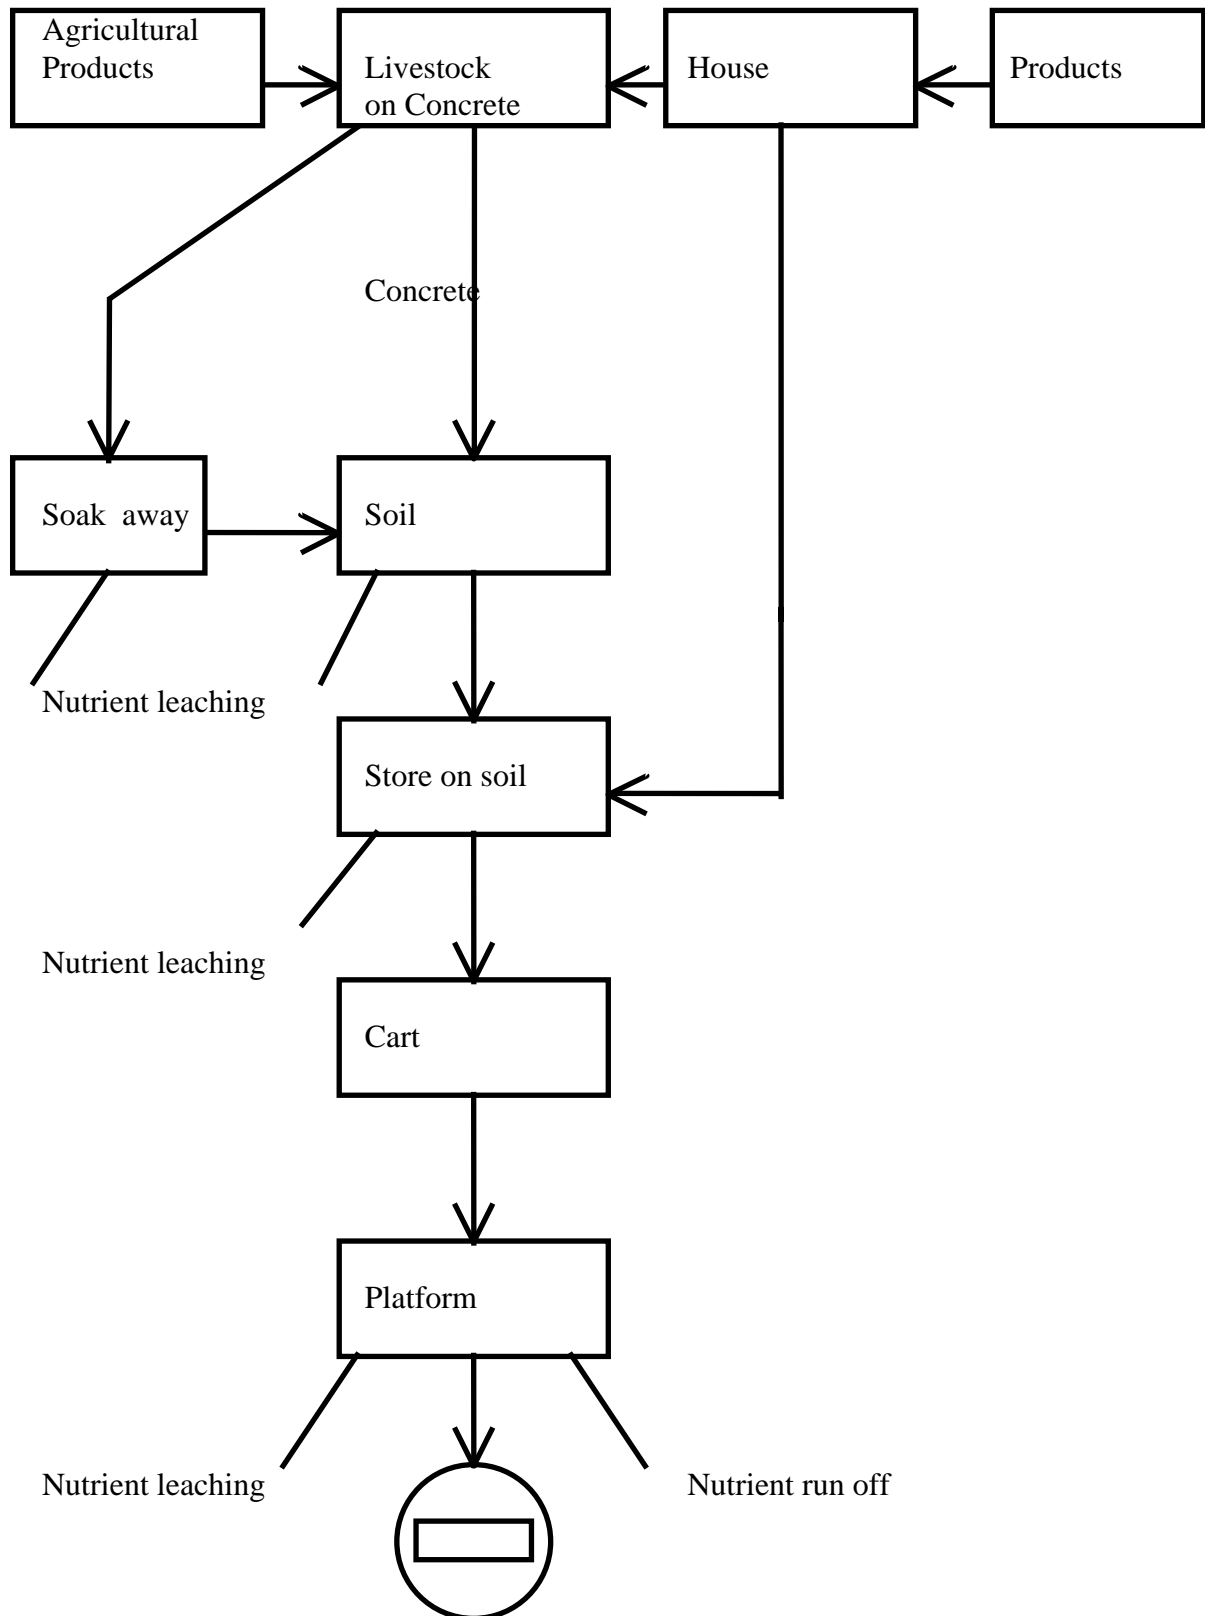 Agricultural
Products
Livestock
on Concrete
House
Products
Concrete
Soak  away
Soil
Nutrient leaching
Store on soil
Nutrient leaching
Cart
Platform
Nutrient leaching
Nutrient run off